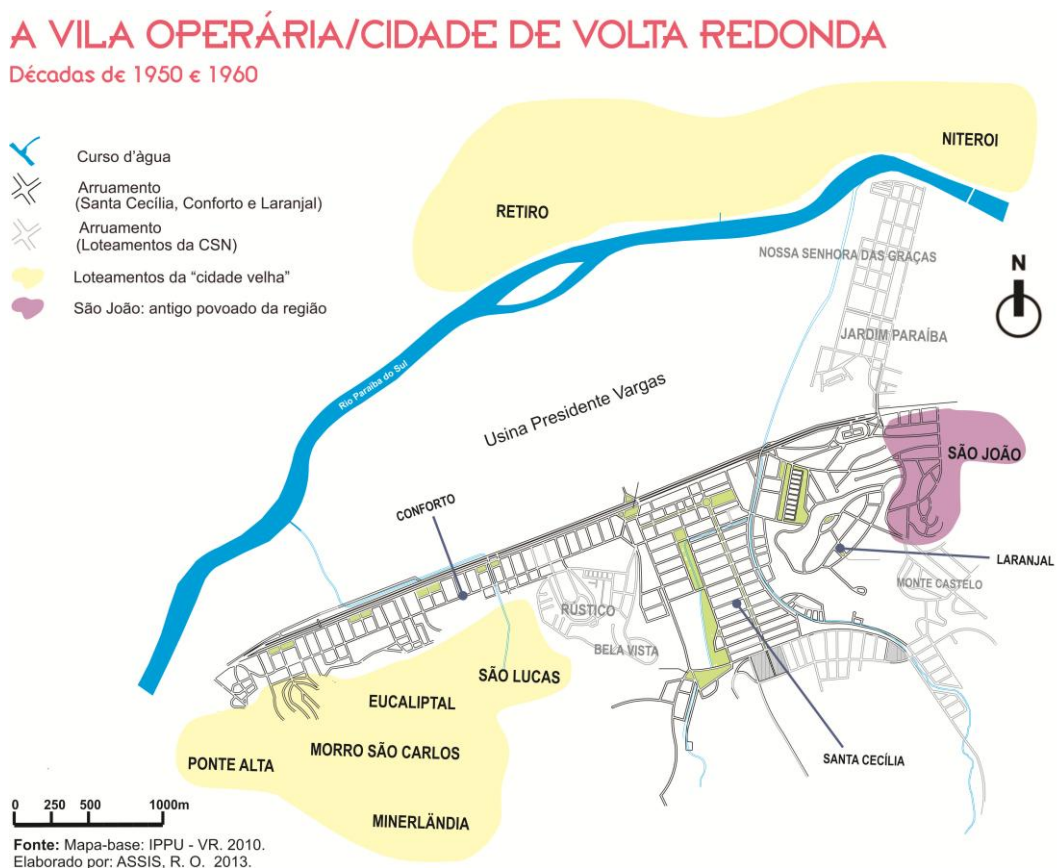 A VILA OPERÁRIA/CIDADE DE VOLTA REDONDA
Décadas de 1950 e 1960
Curso d'àgua
Arruamento
(Santa Cecília, Conforto e Laranjal)
Arruamento
(Loteamentos da CSN)
Loteamentos da “cidade velha”
São João: antigo povoado da região
NITEROI
RETIRO
NOSSA SENHORA DAS GRAÇAS
N
JARDIM PARAÍBA
Rio Paraíba do Sul
Usina Presidente Vargas
SÃO JOÃO
CONFORTO
LARANJAL
MONTE CASTELO
RÚSTICO
BELA VISTA
SÃO LUCAS
EUCALIPTAL
MORRO SÃO CARLOS
PONTE ALTA
SANTA CECÍLIA
MINERLÂNDIA
0 250 500 1000m
Fonte: Mapa-base: IPPU - VR. 2010.
Elaborado por: ASSIS, R. O. 2013.